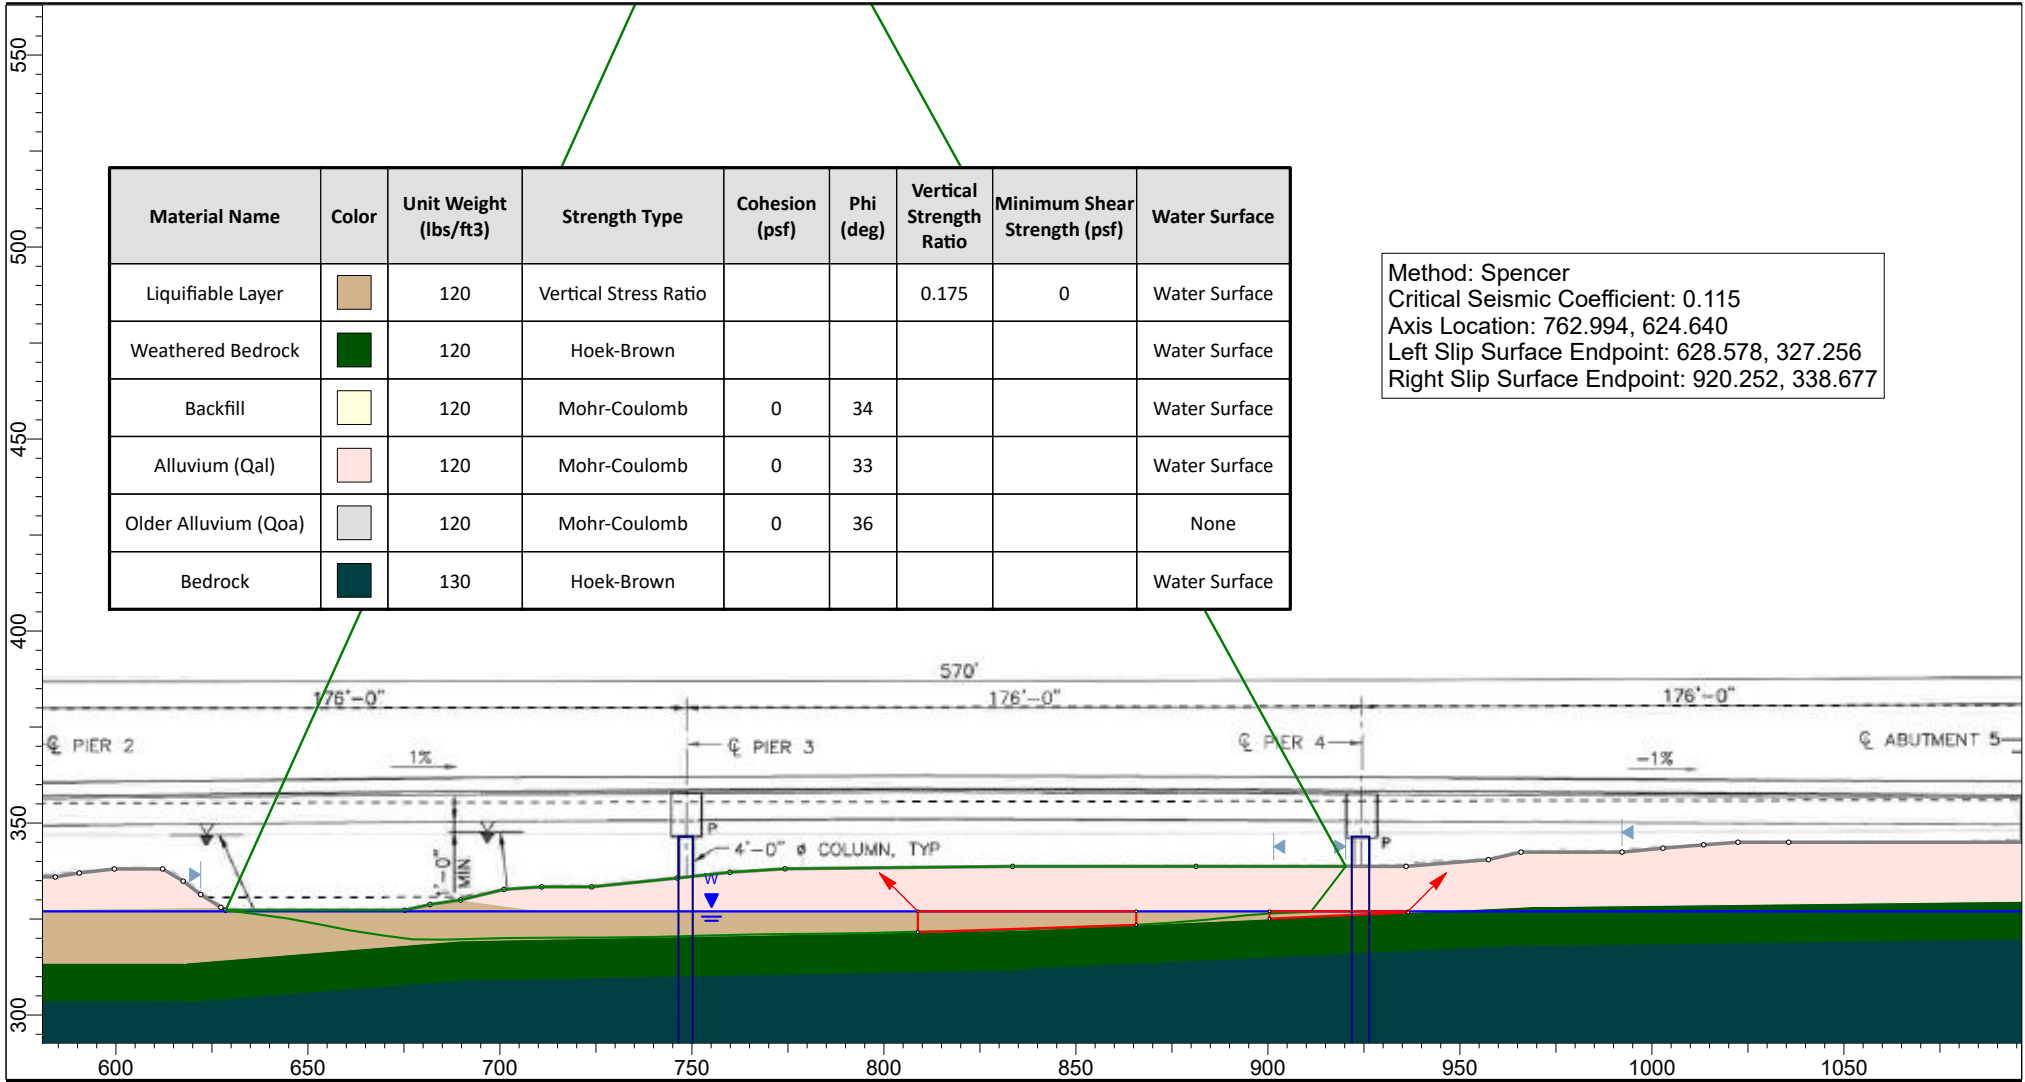 Material Name Color Unit Weight (lbs/ft3) Strength Type Cohesion (psf) Phi (deg) Vertical Strength Ratio Minimum Shear Strength (psf) Water Surface
Liquifiable Layer 120 Vertical Stress Ratio 0.175 0 Water Surface
Weathered Bedrock 120 Hoek-Brown Water Surface
Backfill 120 Mohr-Coulomb 0 34 Water Surface
Alluvium (Qal) 120 Mohr-Coulomb 0 33 Water Surface
Older Alluvium (Qoa) 120 Mohr-Coulomb 0 36 None
Bedrock 130 Hoek-Brown Water Surface
Method: Spencer
Critical Seismic Coefficient: 0.115
Axis Location: 762.994, 624.640
Left Slip Surface Endpoint: 628.578, 327.256
Right Slip Surface Endpoint: 920.252, 338.677
570'
176'-0" 176'-0" 176'-0"
℄ PIER 2 ℄ PIER 3 ℄ PIER 4 ℄ ABUTMENT 5
1% -1%
P P
4'-0" ø COLUMN, TYP
MIN
W
550
500
450
400
350
300
600 650 700 750 800 850 900 950 1000 1050